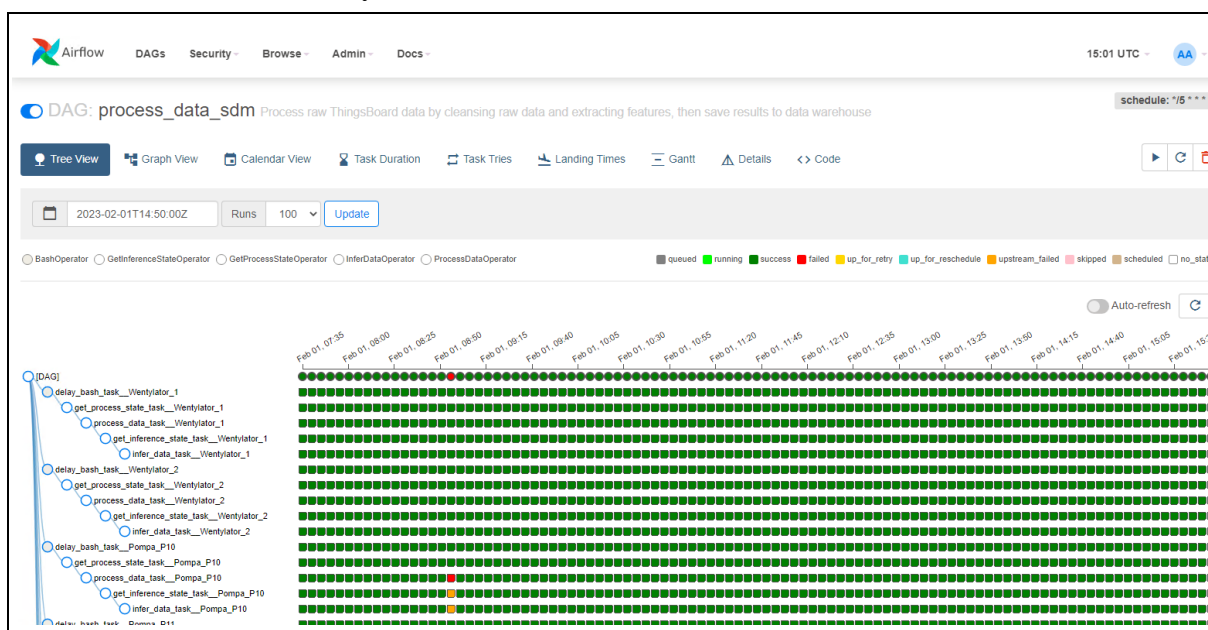 Airflow DAGs Security Browse Admin Docs 15:01 UTC AA
DAG: process_data_sdm Process raw ThingsBoard data by cleansing raw data and extracting features, then save results to data warehouse schedule: */5 * * *
Tree View Graph View Calendar View Task Duration Task Tries Landing Times Gantt Details <> Code
2023-02-01T14:50:00Z Runs 100 Update
BashOperator GetInferenceStateOperator GetProcessStateOperator InferDataOperator ProcessDataOperator queued running success failed up_for_retry up_for_reschedule upstream_failed skipped scheduled no_stat
Auto-refresh
Feb 01, 07:35 Feb 01, 08:00 Feb 01, 08:25 Feb 01, 08:50 Feb 01, 09:15 Feb 01, 09:40 Feb 01, 10:05 Feb 01, 10:30 Feb 01, 10:55 Feb 01, 11:20 Feb 01, 11:45 Feb 01, 12:10 Feb 01, 12:35 Feb 01, 13:00 Feb 01, 13:25 Feb 01, 13:50 Feb 01, 14:15 Feb 01, 14:40 Feb 01, 15:05 Feb 01,
[DAG]
delay_bash_task__Wentylator_1
get_process_state_task__Wentylator_1
process_data_task__Wentylator_1
get_inference_state_task__Wentylator_1
infer_data_task__Wentylator_1
delay_bash_task__Wentylator_2
get_process_state_task__Wentylator_2
process_data_task__Wentylator_2
get_inference_state_task__Wentylator_2
infer_data_task__Wentylator_2
delay_bash_task__Pompa_P10
get_process_state_task__Pompa_P10
process_data_task__Pompa_P10
get_inference_state_task__Pompa_P10
infer_data_task__Pompa_P10
delay_bash_task__Pompa_P11